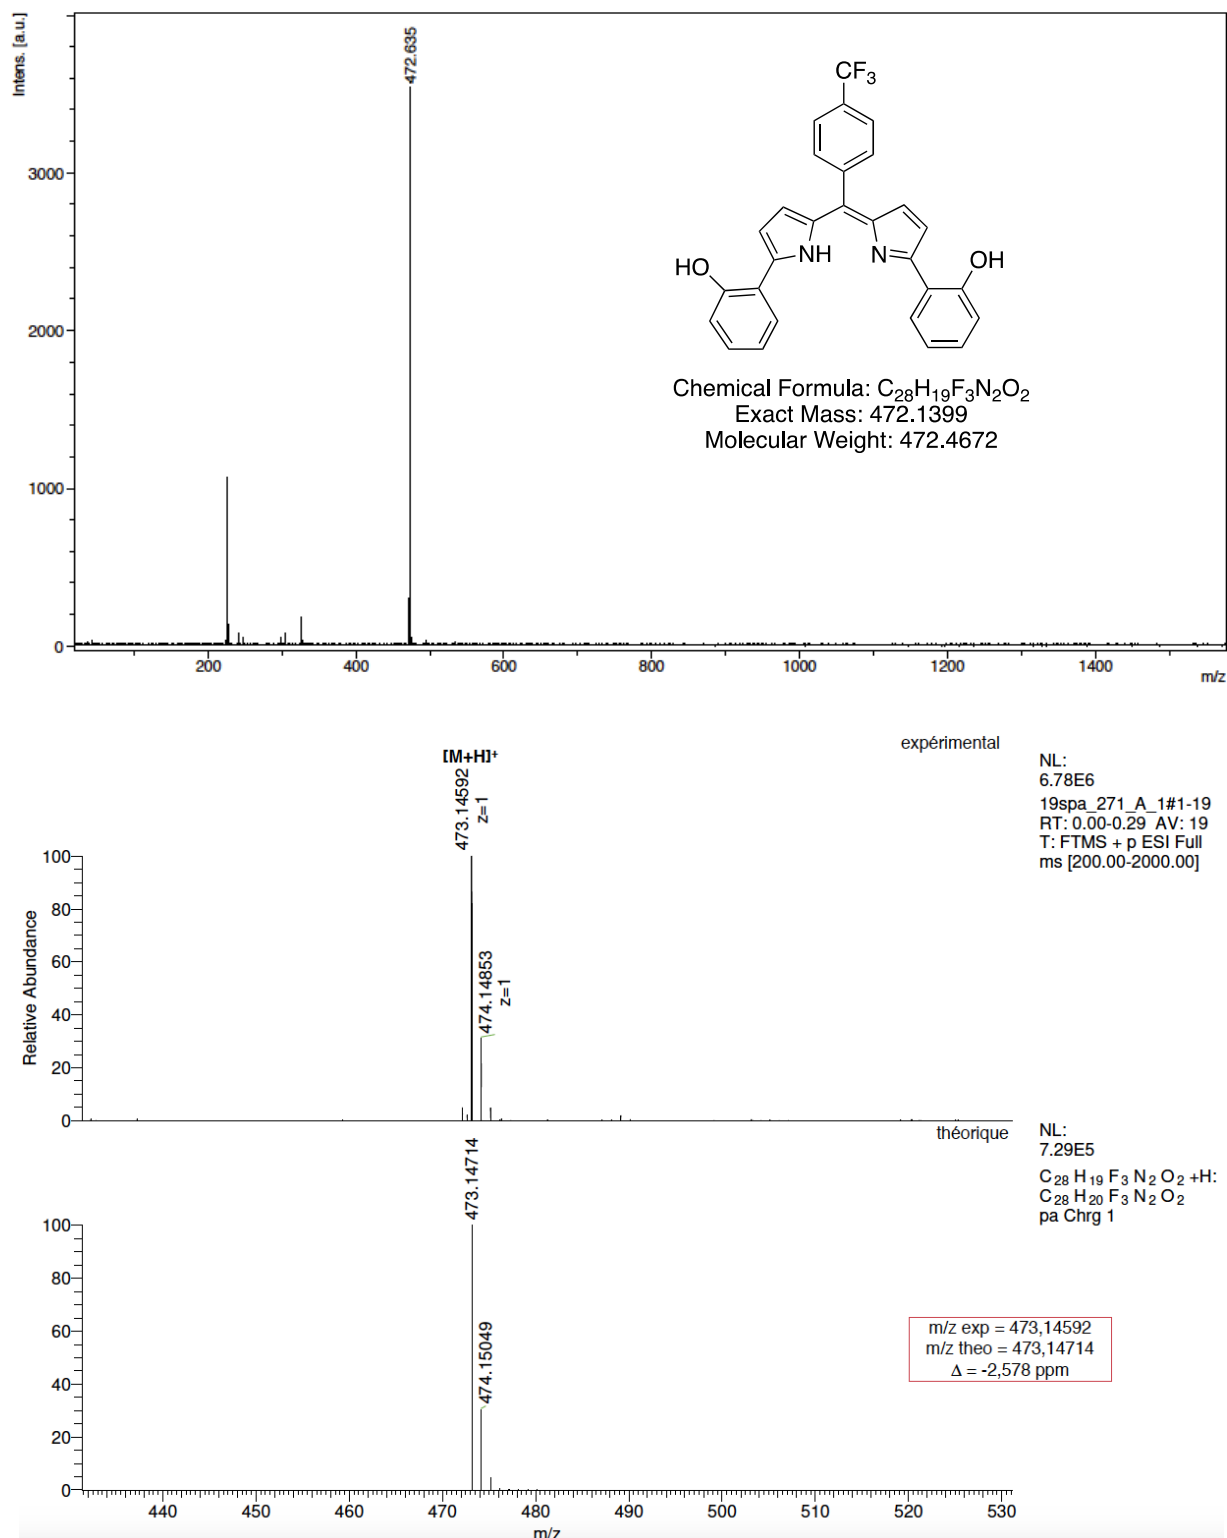 Intens. [a.u.]
472.635
3000
2000
1000
0
200 400 600 800 1000 1200 1400
m/z
CF3
NH N
HO OH
Chemical Formula: C28H19F3N2O2
Exact Mass: 472.1399
Molecular Weight: 472.4672
expérimental
[M+H]+
473.14592
z=1
474.14853
z=1
NL:
6.78E6
19spa_271_A_1#1-19
RT: 0.00-0.29 AV: 19
T: FTMS + p ESI Full
ms [200.00-2000.00]
Relative Abundance
100
80
60
40
20
0
théorique
473.14714
474.15049
NL:
7.29E5
C28 H19 F3 N2 O2 +H:
C28 H20 F3 N2 O2
pa Chrg 1
100
80
60
40
20
0
m/z exp = 473,14592
m/z theo = 473,14714
Δ = -2,578 ppm
440 450 460 470 480 490 500 510 520 530
m/z